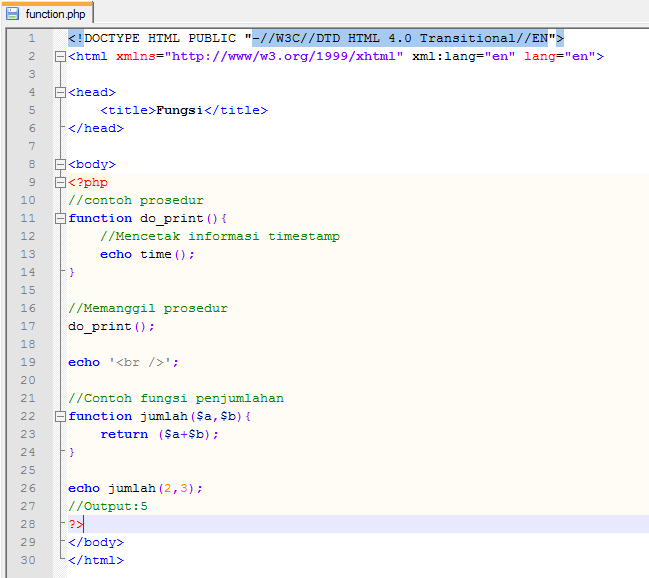 function.php
1 <!DOCTYPE HTML PUBLIC "-//W3C//DTD HTML 4.0 Transitional//EN">
2 <html xmlns="http://www/w3.org/1999/xhtml" xml:lang="en" lang="en">
3
4 <head>
5     <title>Fungsi</title>
6 </head>
7
8 <body>
9 <?php
10 //contoh prosedur
11 function do_print(){
12     //Mencetak informasi timestamp
13     echo time();
14 }
15
16 //Memanggil prosedur
17 do_print();
18
19 echo '<br />';
20
21 //Contoh fungsi penjumlahan
22 function jumlah($a,$b){
23     return ($a+$b);
24 }
25
26 echo jumlah(2,3);
27 //Output:5
28 ?>
29 </body>
30 </html>